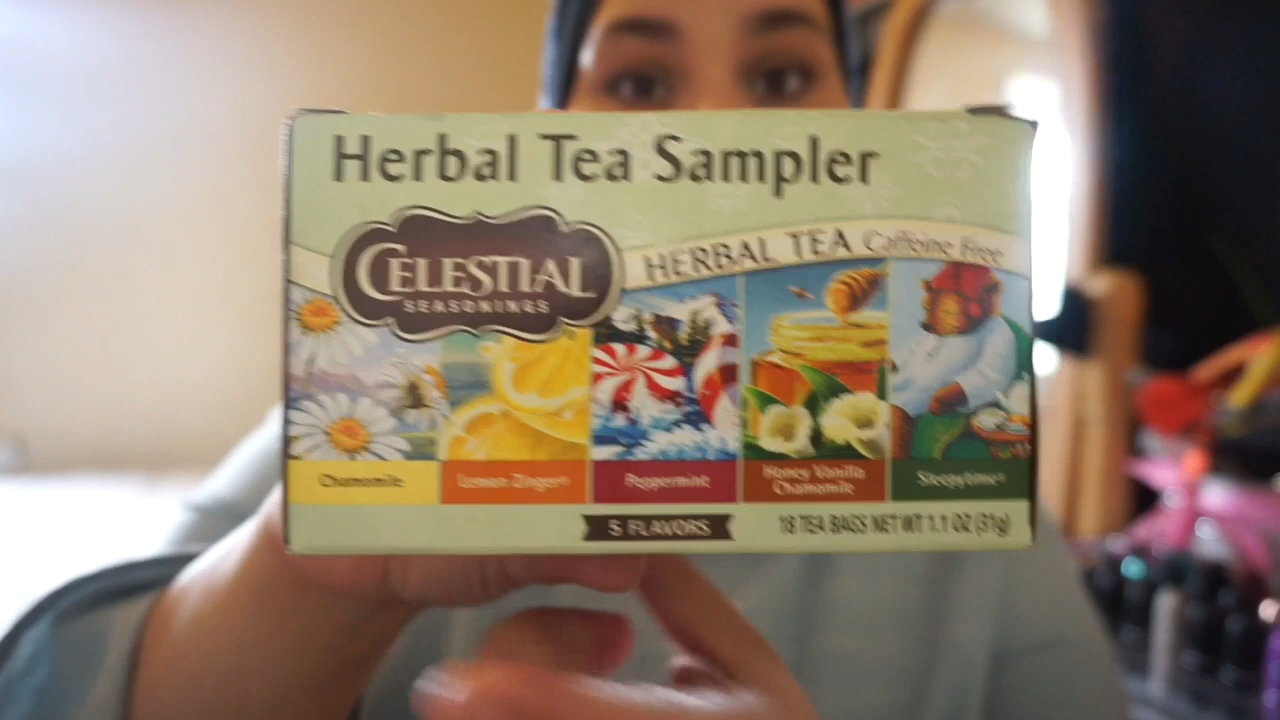 Herbal Tea Sampler
CELESTIAL
SEASONINGS
HERBAL TEA Caffeine Free
Chamomile
Lemon Zinger®
Peppermint
Honey Vanilla
Chamomile
Sleepytime®
5 FLAVORS
18 TEA BAGS NET WT 1.1 OZ (31g)